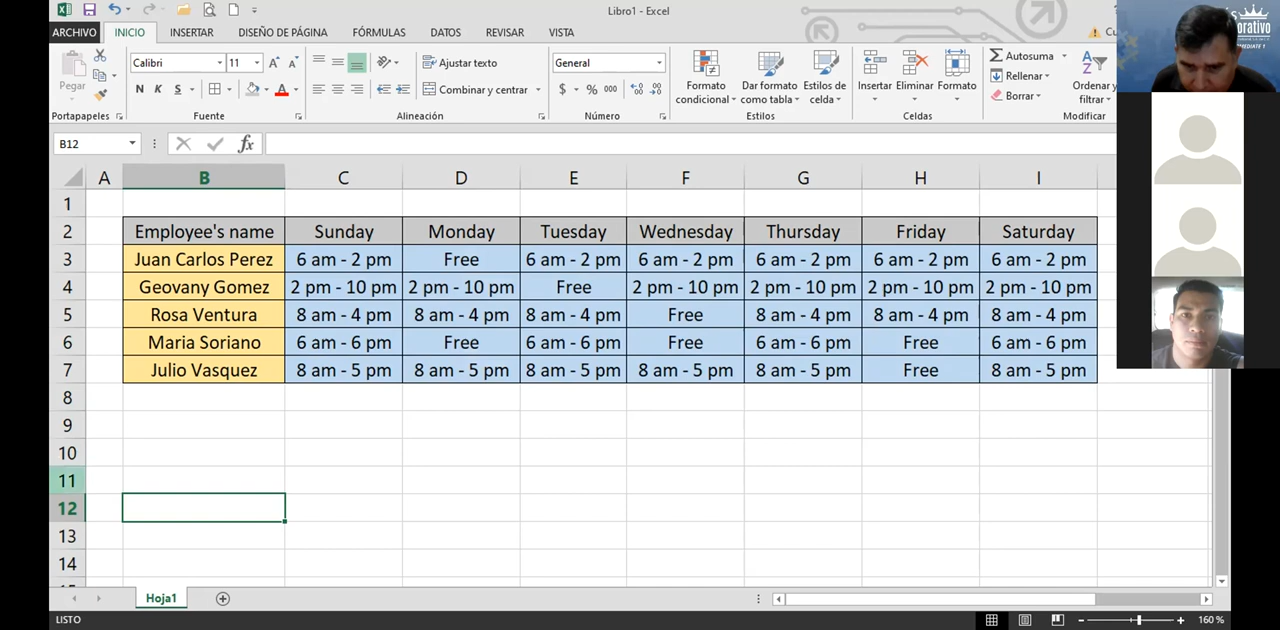 Libro1 - Excel
ARCHIVO INICIO INSERTAR DISEÑO DE PÁGINA FÓRMULAS DATOS REVISAR VISTA
Calibri 11 Ajustar texto General Autosuma
Pegar Rellenar
N K S Combinar y centrar $ % 000 Formato condicional Dar formato como tabla Estilos de celda Insertar Eliminar Formato Borrar Ordenar y filtrar
Portapapeles Fuente Alineación Número Estilos Celdas Modificar
orativo
B12 fx
A B C D E F G H I
1
2 Employee's name Sunday Monday Tuesday Wednesday Thursday Friday Saturday
3 Juan Carlos Perez 6 am - 2 pm Free 6 am - 2 pm 6 am - 2 pm 6 am - 2 pm 6 am - 2 pm 6 am - 2 pm
4 Geovany Gomez 2 pm - 10 pm 2 pm - 10 pm Free 2 pm - 10 pm 2 pm - 10 pm 2 pm - 10 pm 2 pm - 10 pm
5 Rosa Ventura 8 am - 4 pm 8 am - 4 pm 8 am - 4 pm Free 8 am - 4 pm 8 am - 4 pm 8 am - 4 pm
6 Maria Soriano 6 am - 6 pm Free 6 am - 6 pm Free 6 am - 6 pm Free 6 am - 6 pm
7 Julio Vasquez 8 am - 5 pm 8 am - 5 pm 8 am - 5 pm 8 am - 5 pm 8 am - 5 pm Free 8 am - 5 pm
8
9
10
11
12
13
14
Hoja1
LISTO 160 %